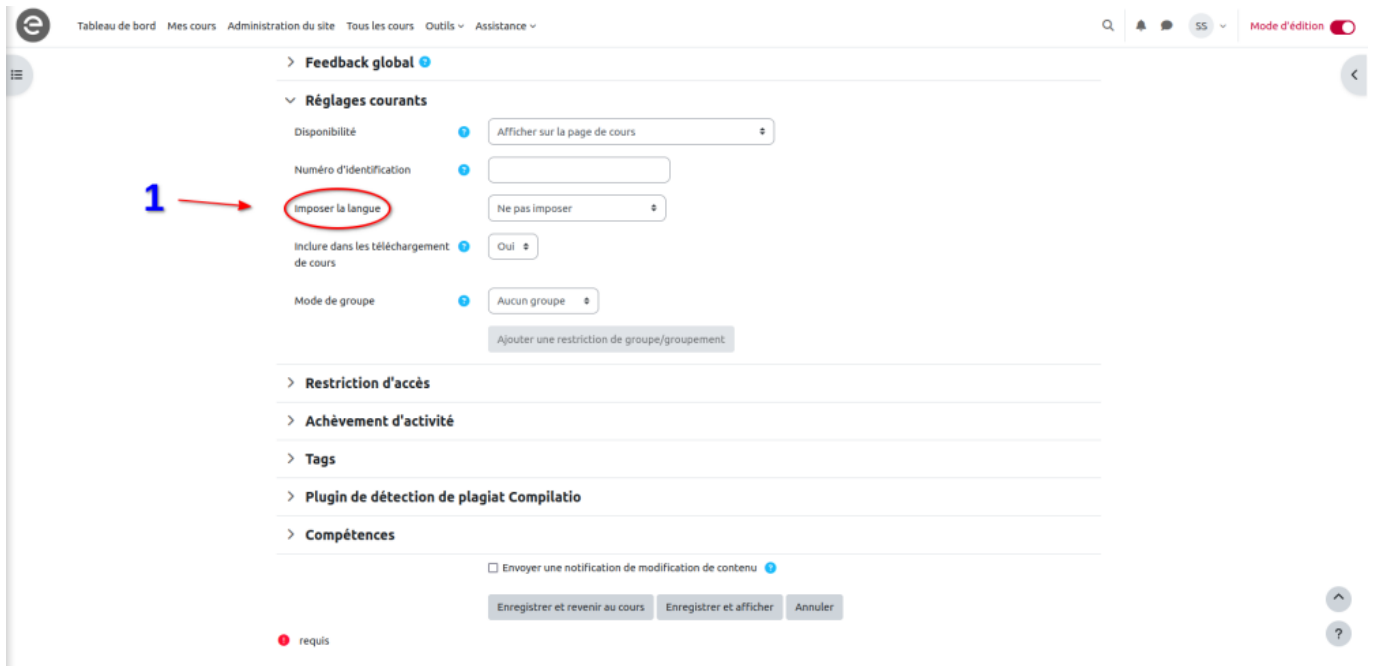 e Tableau de bord Mes cours Administration du site Tous les cours Outils Assistance SS Mode d'édition
Feedback global ?
Réglages courants
Disponibilité ? Afficher sur la page de cours
Numéro d'identification ?
1 Imposer la langue Ne pas imposer
Inclure dans les téléchargement ? Oui
de cours
Mode de groupe ? Aucun groupe
Ajouter une restriction de groupe/groupement
Restriction d'accès
Achèvement d'activité
Tags
Plugin de détection de plagiat Compilatio
Compétences
Envoyer une notification de modification de contenu ?
Enregistrer et revenir au cours Enregistrer et afficher Annuler
?
! requis